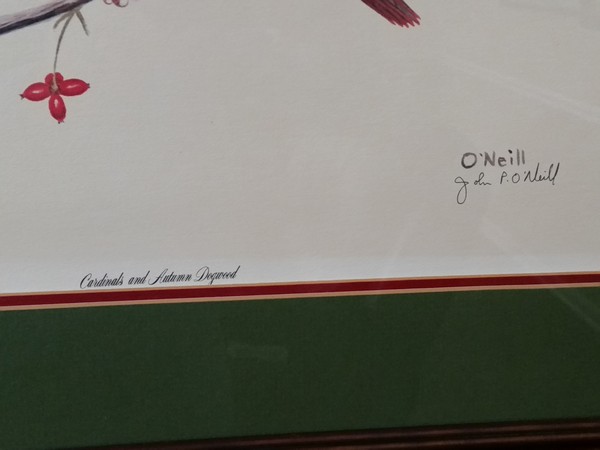 O'Neill
John P. O'Neill
Cardinals and Autumn Dogwood